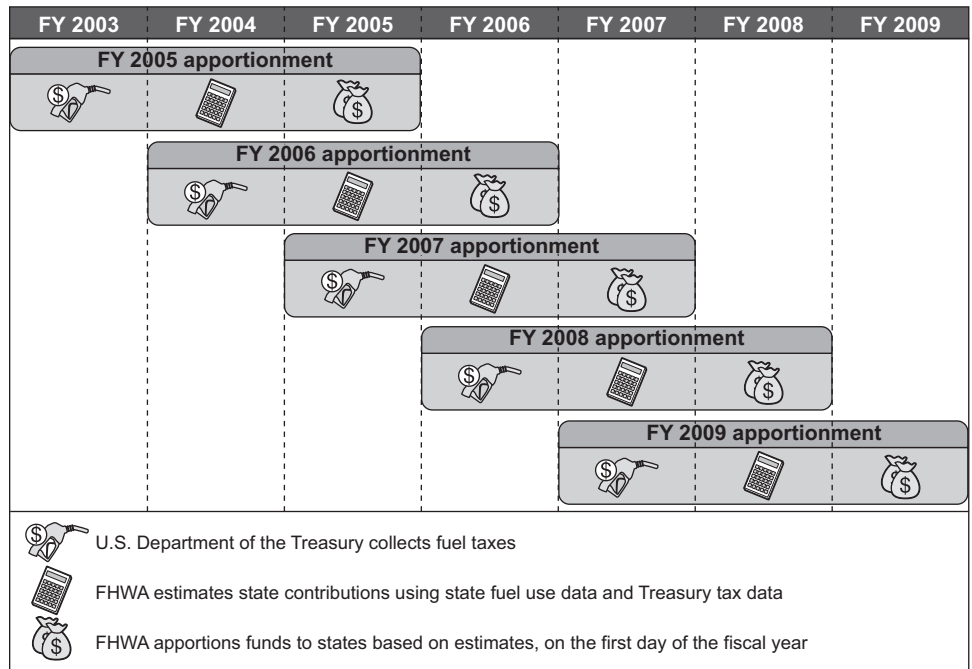 FY 2003 FY 2004 FY 2005 FY 2006 FY 2007 FY 2008 FY 2009
FY 2005 apportionment
$ $
FY 2006 apportionment
$ $
FY 2007 apportionment
$ $
FY 2008 apportionment
$ $
FY 2009 apportionment
$ $
$ U.S. Department of the Treasury collects fuel taxes
FHWA estimates state contributions using state fuel use data and Treasury tax data
$ FHWA apportions funds to states based on estimates, on the first day of the fiscal year